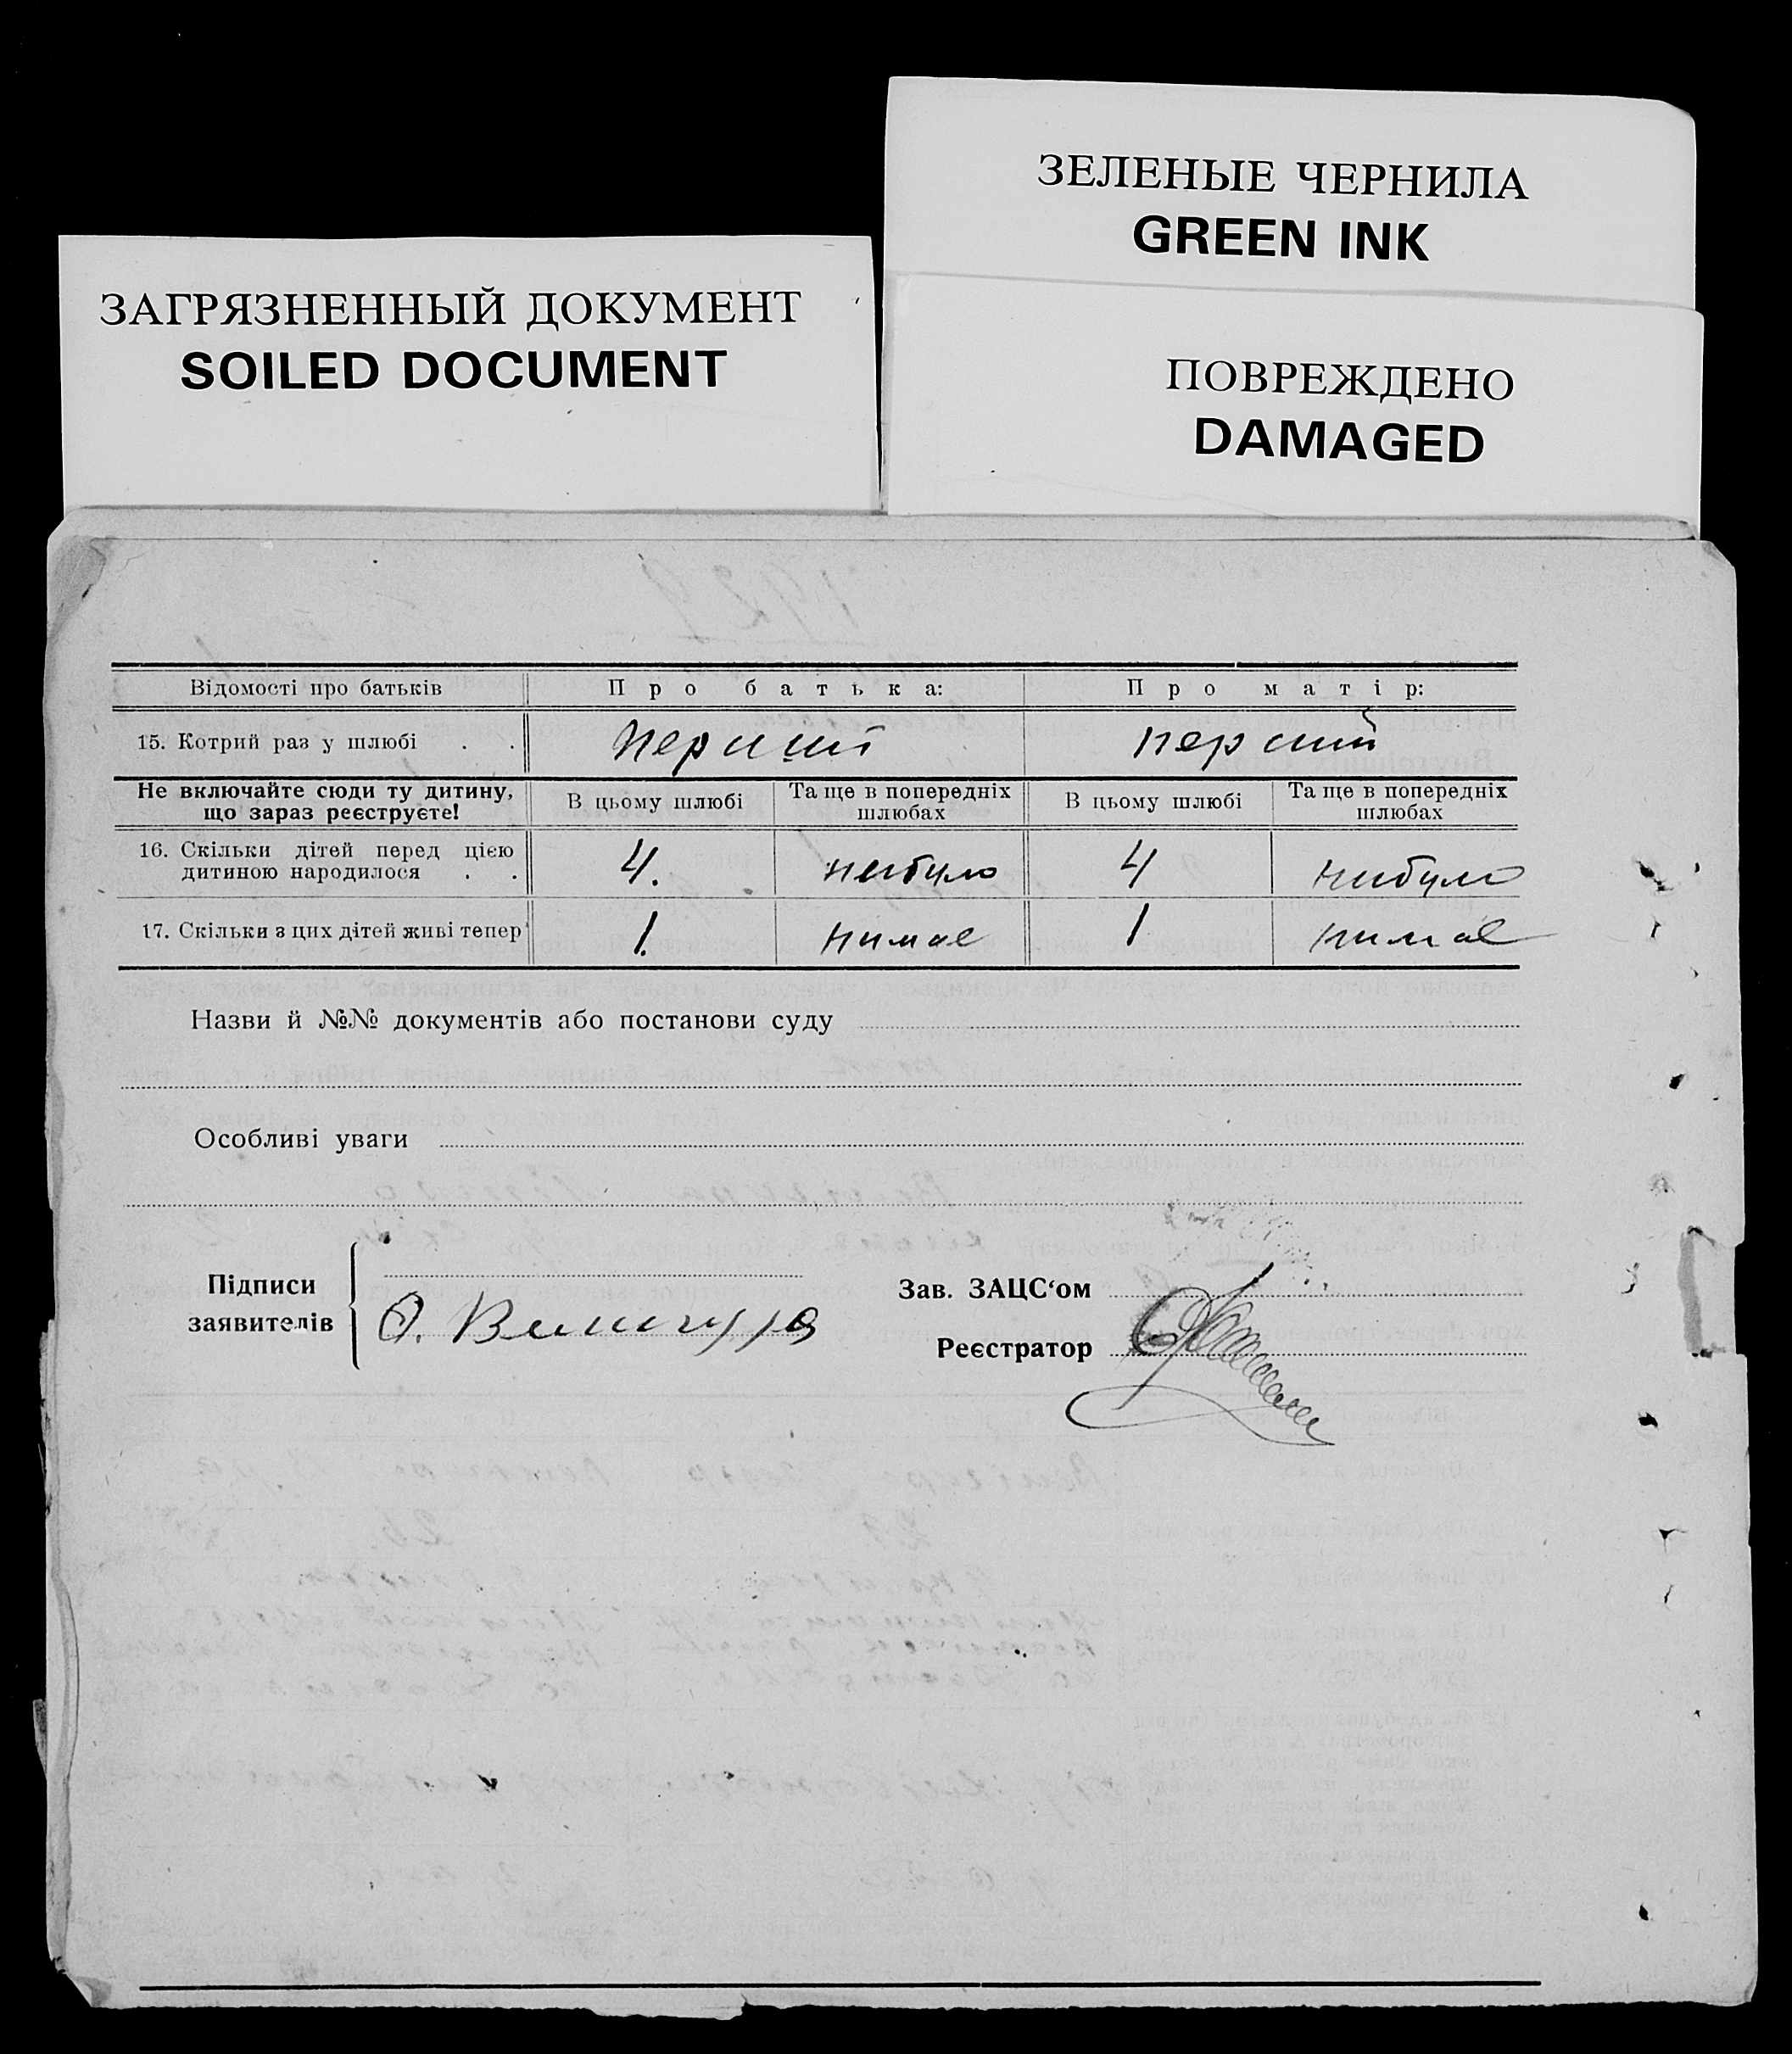 ЗЕЛЕНЫЕ ЧЕРНИЛА
GREEN INK
ЗАГРЯЗНЕННЫЙ ДОКУМЕНТ
SOILED DOCUMENT
ПОВРЕЖДЕНО
DAMAGED
Відомості про батьків Про батька: Про матір:
15. Котрий раз у шлюбі . . перший перший
Не включайте сюди ту дитину, що зараз реєструєте! В цьому шлюбі Та ще в попередніх шлюбах В цьому шлюбі Та ще в попередніх шлюбах
16. Скільки дітей перед цією дитиною народилося . . 4. небуло 4 небуло
17. Скільки з цих дітей живі тепер 1. нимае 1 нимае
Назви й №№ документів або постанови суду
Особливі уваги
Підписи заявителів
Зав. ЗАЦС‘ом
Реєстратор